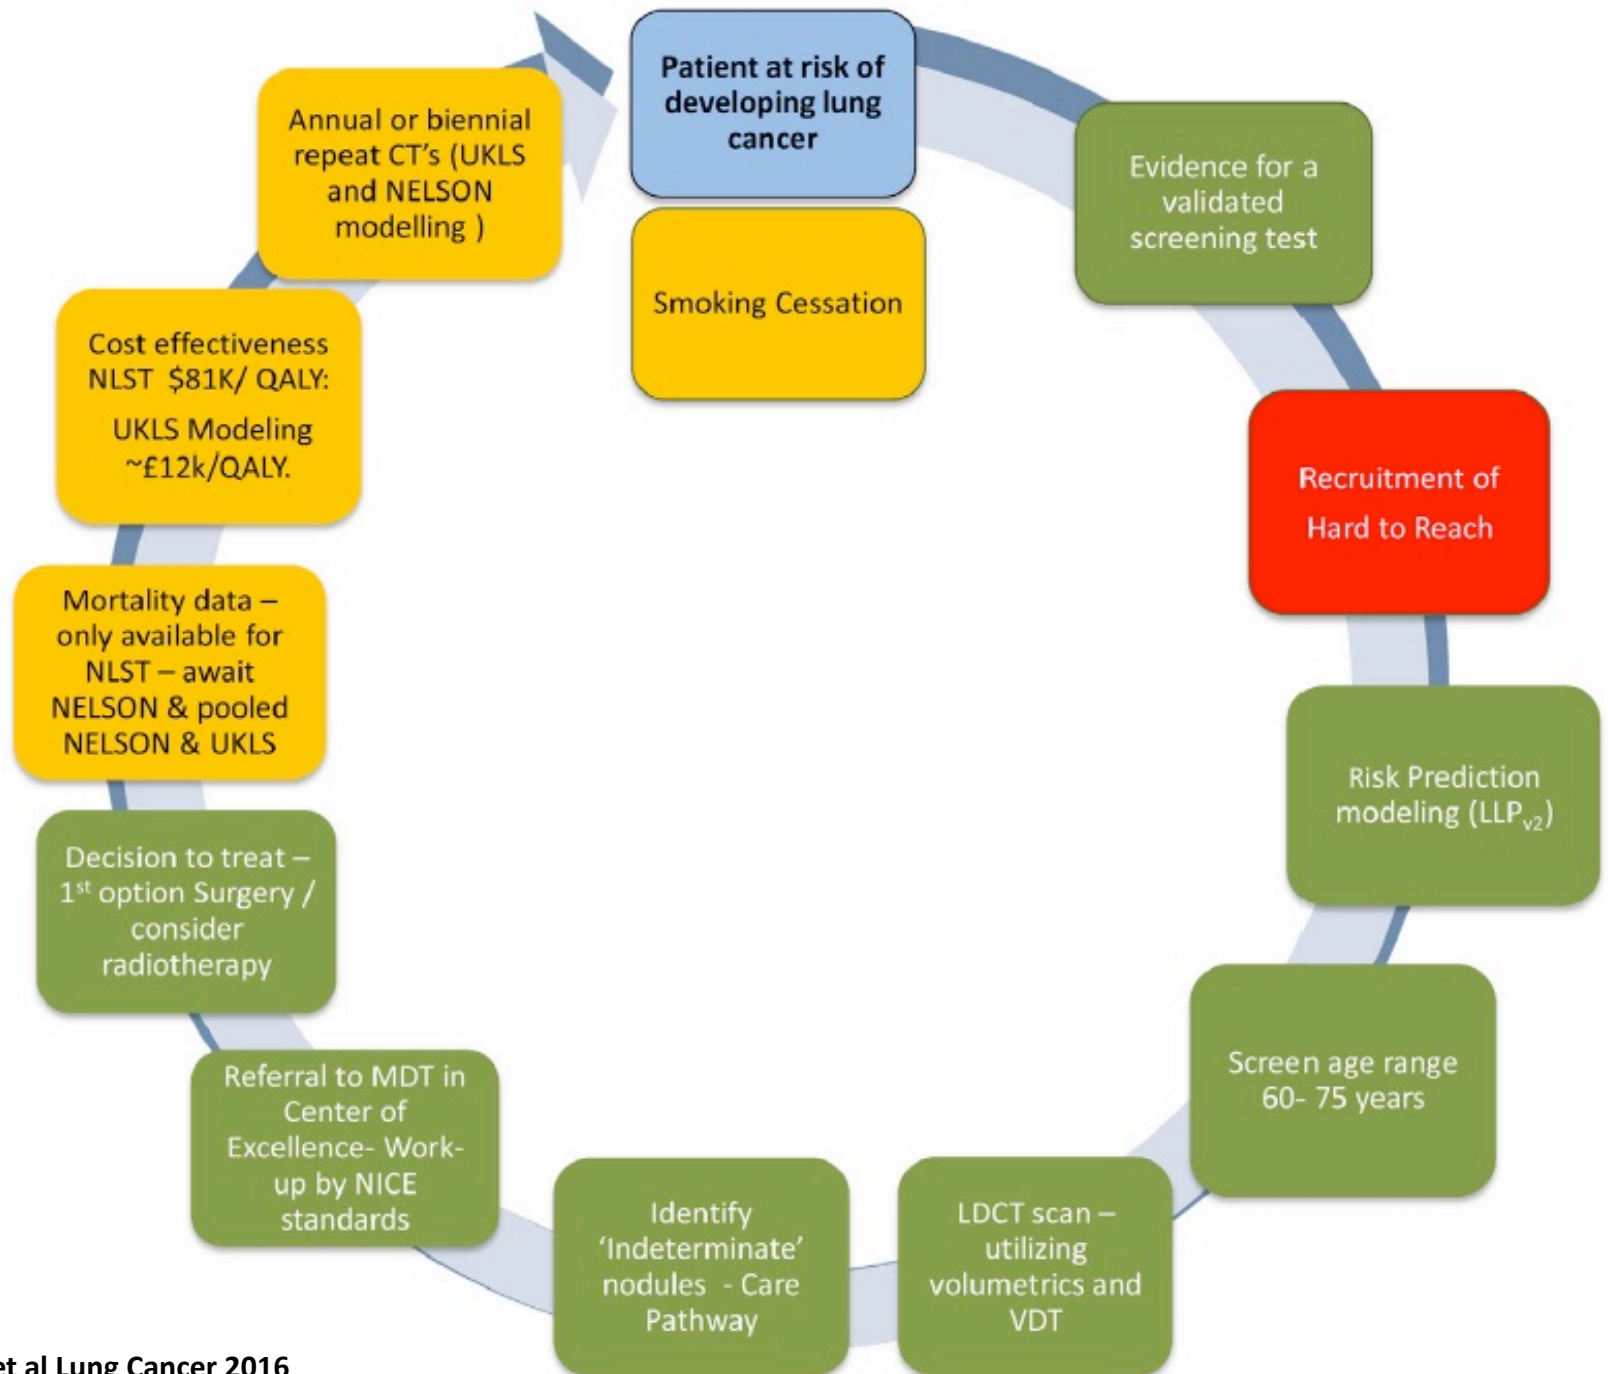 Patient at risk of
developing lung
cancer
Smoking Cessation
Evidence for a
validated
screening test
Recruitment of
Hard to Reach
Risk Prediction
modeling (LLPv2)
Screen age range
60- 75 years
LDCT scan –
utilizing
volumetrics and
VDT
Identify
‘Indeterminate’
nodules - Care
Pathway
Referral to MDT in
Center of
Excellence- Work-
up by NICE
standards
Decision to treat –
1st option Surgery /
consider
radiotherapy
Mortality data –
only available for
NLST – await
NELSON & pooled
NELSON & UKLS
Cost effectiveness
NLST $81K/ QALY:
UKLS Modeling
~£12k/QALY.
Annual or biennial
repeat CT’s (UKLS
and NELSON
modelling )
et al Lung Cancer 2016